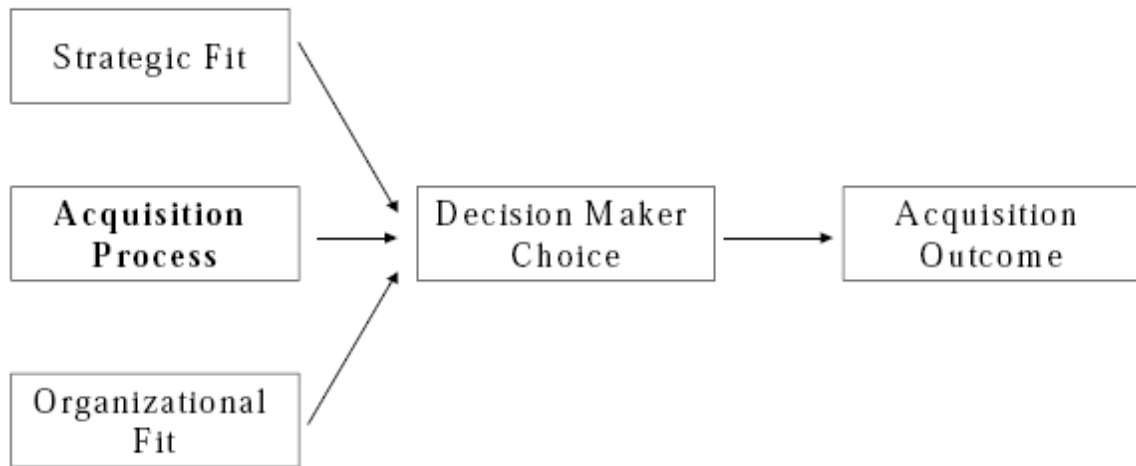 Strategic Fit
Acquisition
Process
Decision Maker
Choice
Acquisition
Outcome
Organizational
Fit